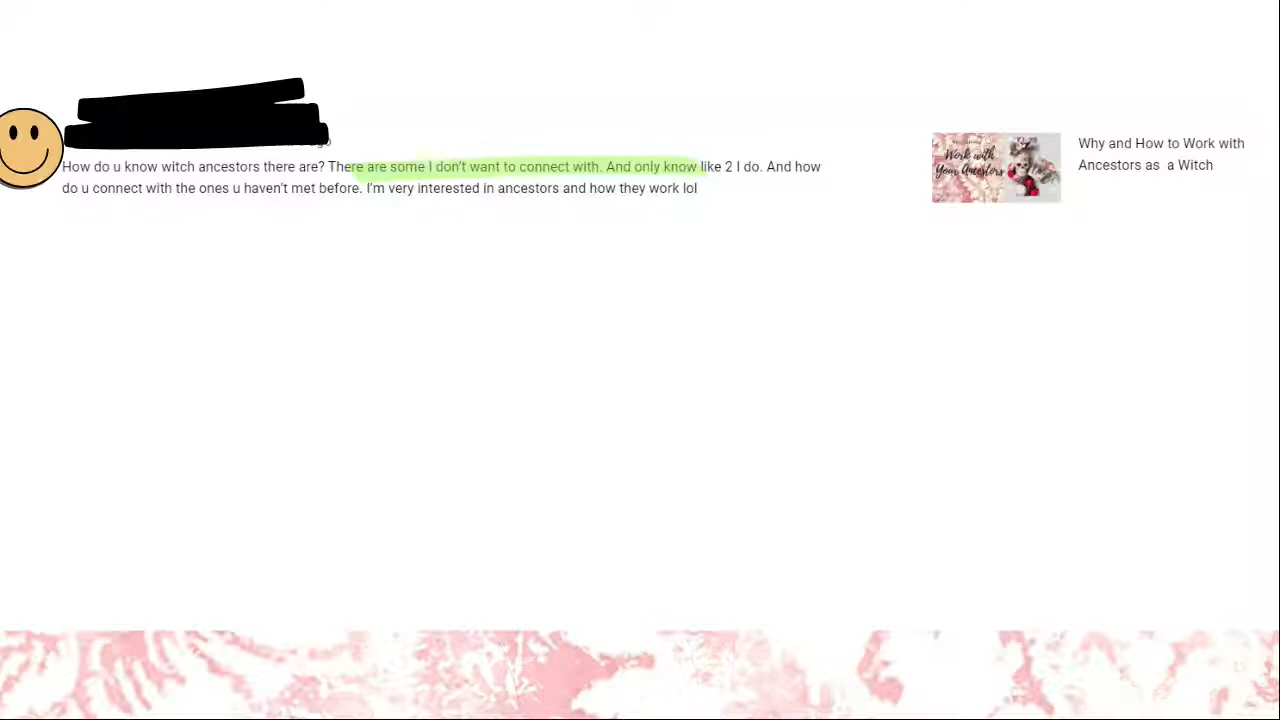 How do u know witch ancestors there are? There are some I don't want to connect with. And only know like 2 I do. And how
do u connect with the ones u haven't met before. I'm very interested in ancestors and how they work lol
Work with
Your Ancestors
Why and How to Work with
Ancestors as a Witch